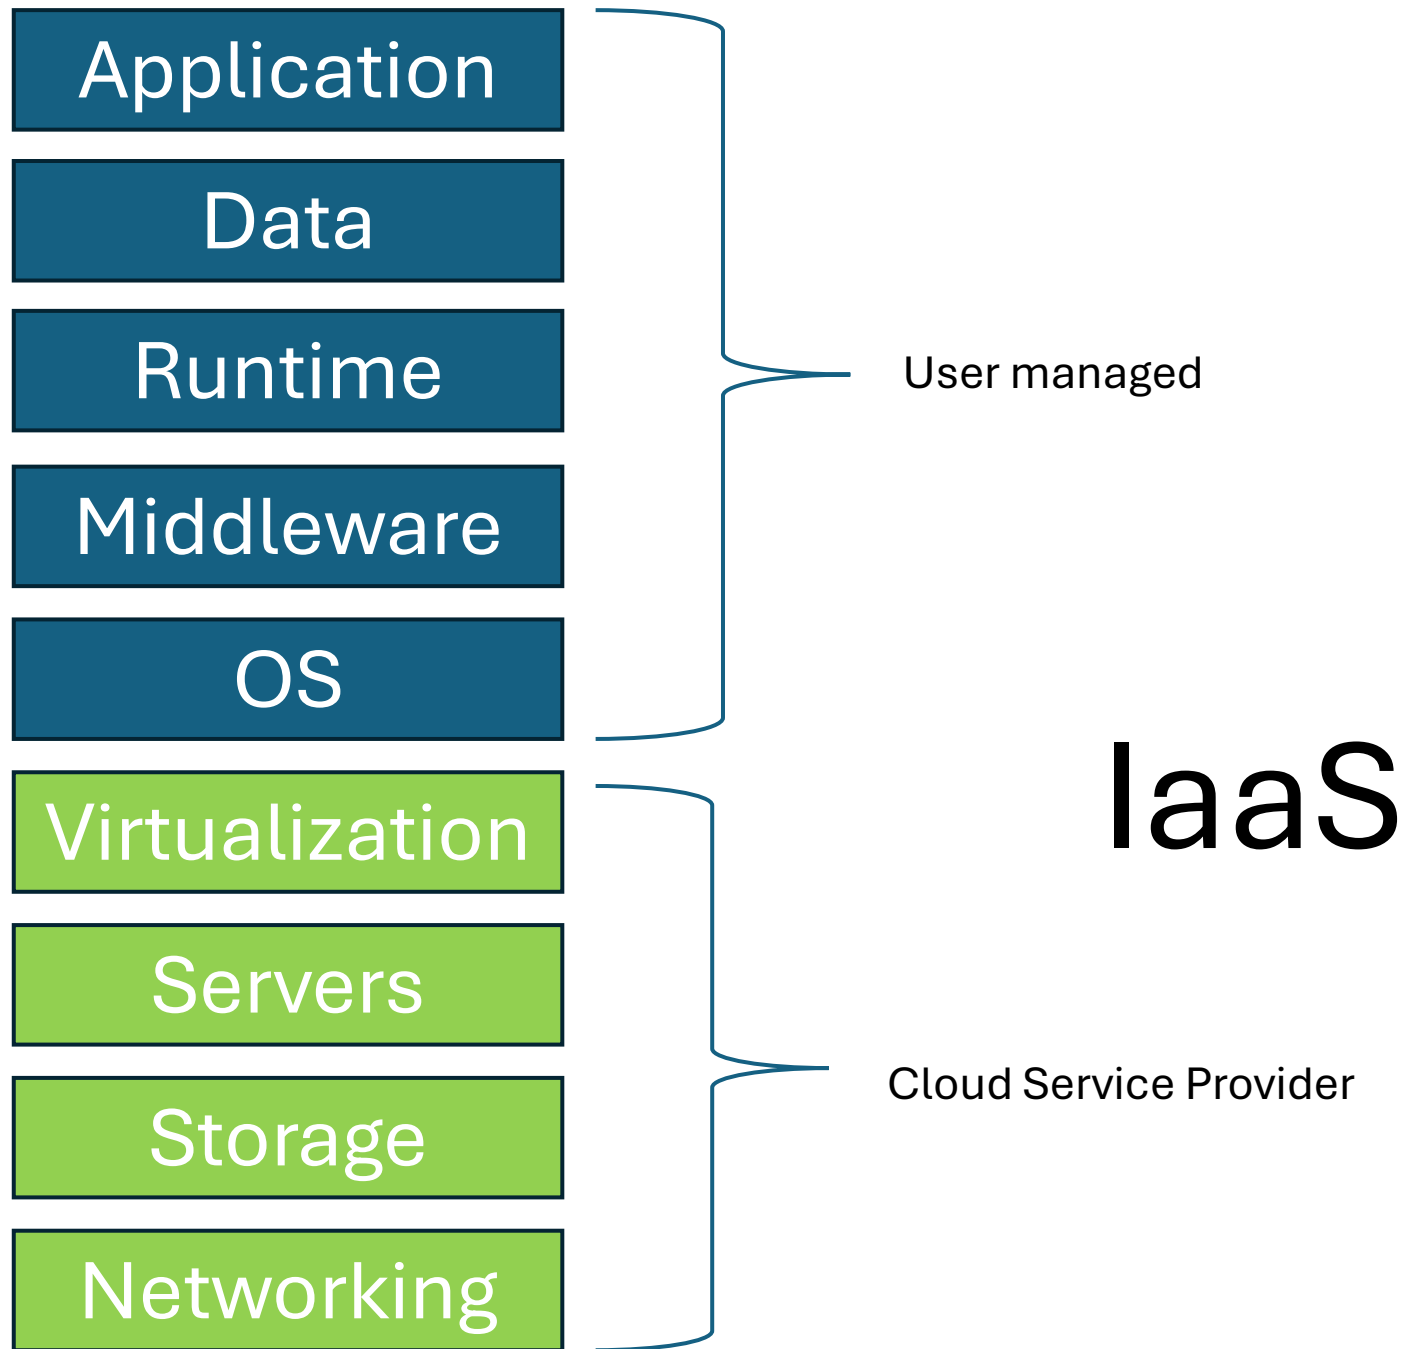 Application
Data
Runtime
User managed
Middleware
OS
IaaS
Virtualization
Servers
Cloud Service Provider
Storage
Networking